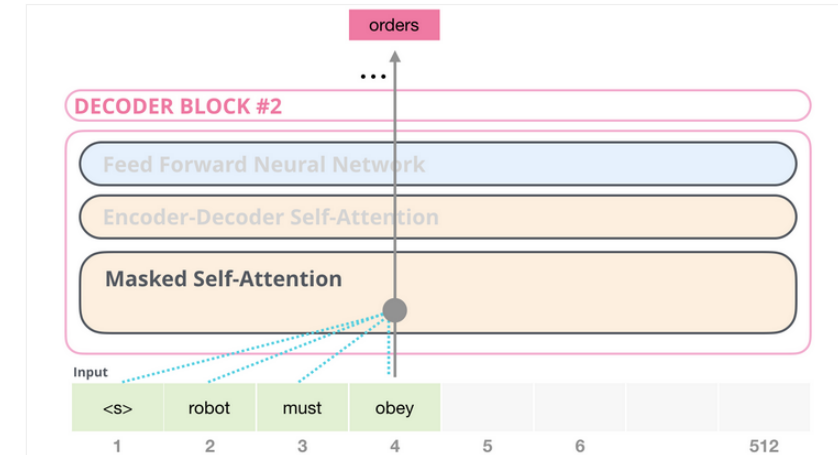 orders
...
DECODER BLOCK #2
Feed Forward Neural Network
Encoder-Decoder Self-Attention
Masked Self-Attention
Input
<s> robot must obey
1 2 3 4 5 6 512